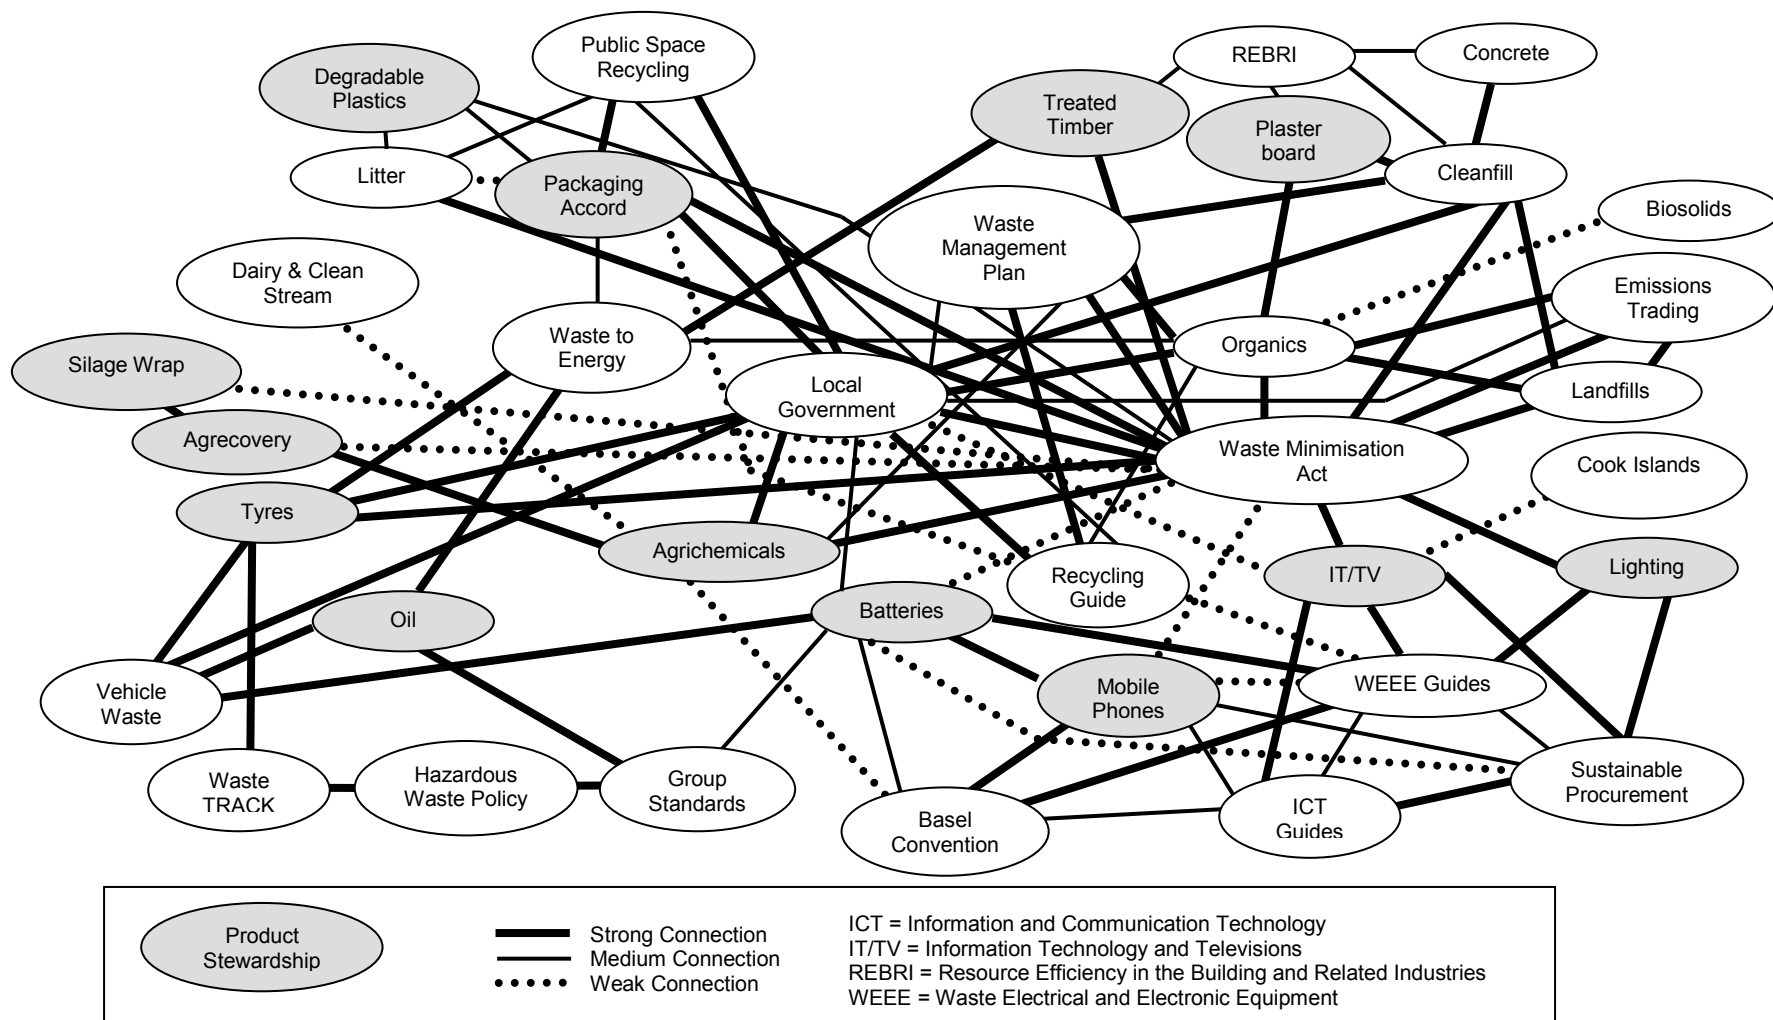 Public Space
Recycling
REBRI
Concrete
Degradable
Plastics
Treated
Timber
Plaster
board
Litter
Packaging
Accord
Cleanfill
Biosolids
Waste
Management
Plan
Dairy & Clean
Stream
Emissions
Trading
Waste to
Energy
Organics
Silage Wrap
Local
Government
Landfills
Agrecovery
Waste Minimisation
Act
Cook Islands
Tyres
Agrichemicals
Recycling
Guide
IT/TV
Lighting
Oil
Batteries
Vehicle
Waste
Mobile
Phones
WEEE Guides
Waste
TRACK
Hazardous
Waste Policy
Group
Standards
Basel
Convention
ICT
Guides
Sustainable
Procurement
Product
Stewardship
Strong Connection
Medium Connection
Weak Connection
ICT = Information and Communication Technology
IT/TV = Information Technology and Televisions
REBRI = Resource Efficiency in the Building and Related Industries
WEEE = Waste Electrical and Electronic Equipment